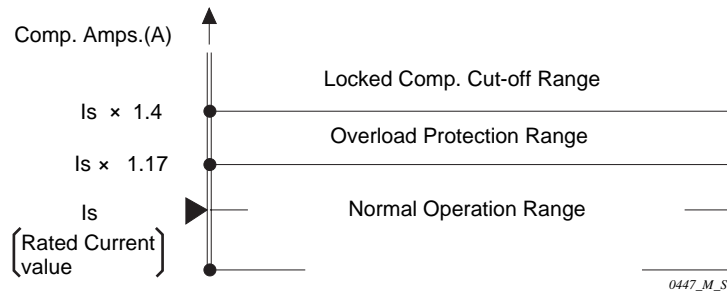 Comp. Amps.(A)
Locked Comp. Cut-off Range
Is × 1.4
Overload Protection Range
Is × 1.17
Is
Normal Operation Range
Rated Current
value
0447_M_S